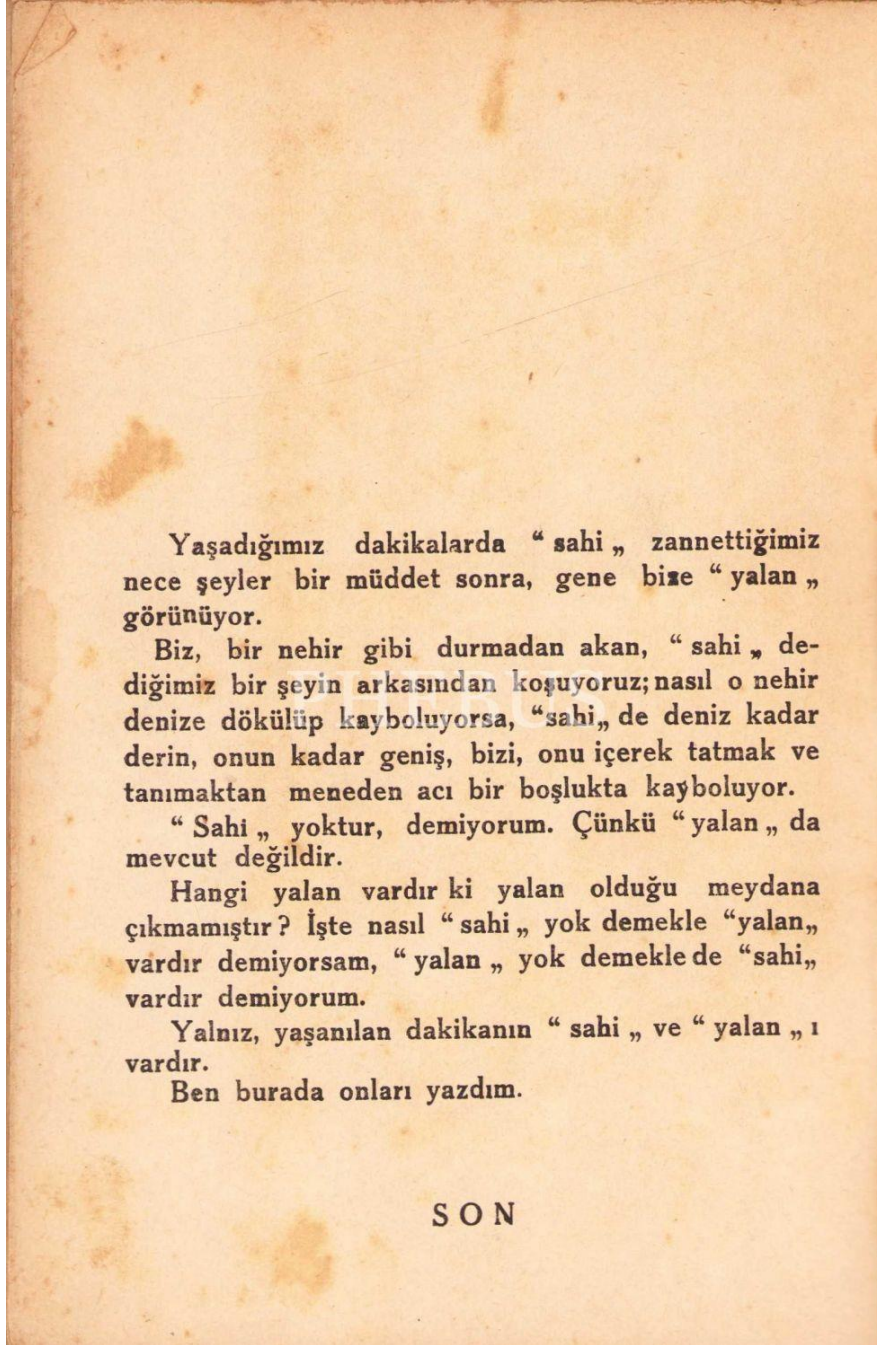 Yaşadığımız dakikalarda “ sahi „ zannettiğimiz
nece şeyler bir müddet sonra, gene bize “ yalan „
görünüyor.
Biz, bir nehir gibi durmadan akan, “ sahi „ de-
diğimiz bir şeyin arkasından koşuyoruz; nasıl o nehir
denize dökülüp kayboluyorsa, “sahi„ de deniz kadar
derin, onun kadar geniş, bizi, onu içerek tatmak ve
tanımaktan meneden acı bir boşlukta kayboluyor.
“ Sahi „ yoktur, demiyorum. Çünkü “ yalan „ da
mevcut değildir.
Hangi yalan vardır ki yalan olduğu meydana
çıkmamıştır? İşte nasıl “ sahi „ yok demekle “yalan„
vardır demiyorsam, “ yalan „ yok demekle de “sahi„
vardır demiyorum.
Yalnız, yaşanılan dakikanın “ sahi „ ve “ yalan „ ı
vardır.
Ben burada onları yazdım.
SON